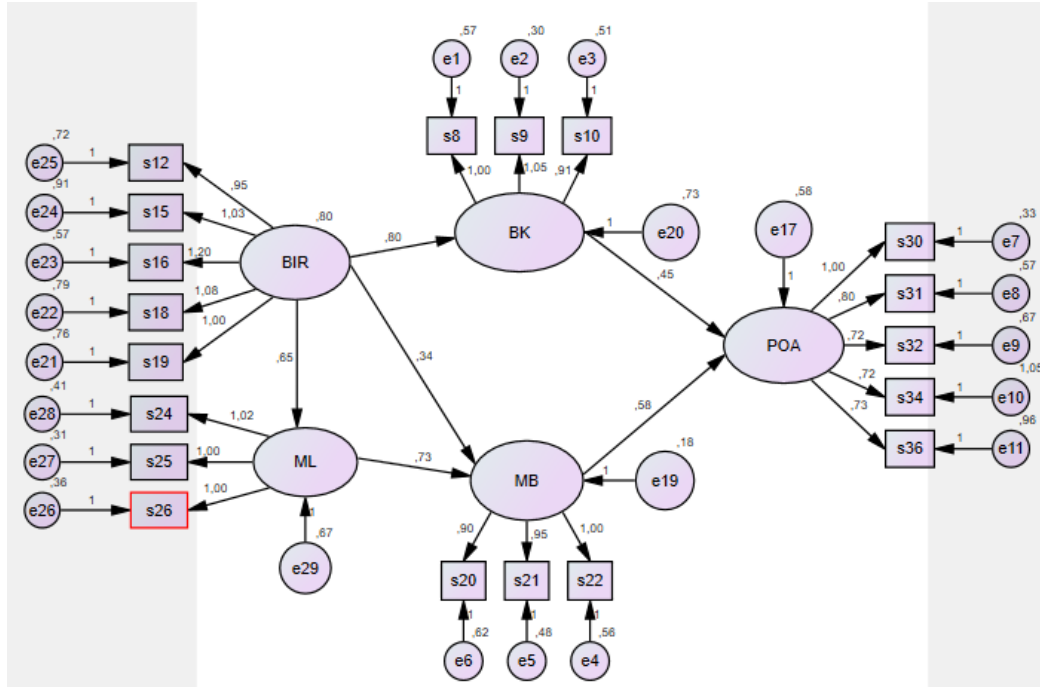 ,57 ,30 ,51
e1 e2 e3
1 1 1
s8 s9 s10
1,00 1,05 ,91
BK
1 ,73
e20
,72
e25 1 s12
,95
,91
e24 1 s15
1,03
,57
e23 1 s16
1,20
,79
e22 1 s18
1,08
,76
e21 1 s19
1,00
,80
BIR
,80
,65
,34
,41
e28 1 s24
1,02
,31
e27 1 s25
1,00
,36
e26 1 s26
1,00
ML
,73
1
,67
e29
MB
1 ,18
e19
,90 ,95 1,00
s20 s21 s22
1 1 1
,62 ,48 ,56
e6 e5 e4
,45
,58
,58
e17
1
POA
1,00 s30 1 e7 ,33
,80 s31 1 e8 ,57
,72 s32 1 e9 ,67
,72 s34 1 e10 1,05
,73 s36 1 e11 ,96